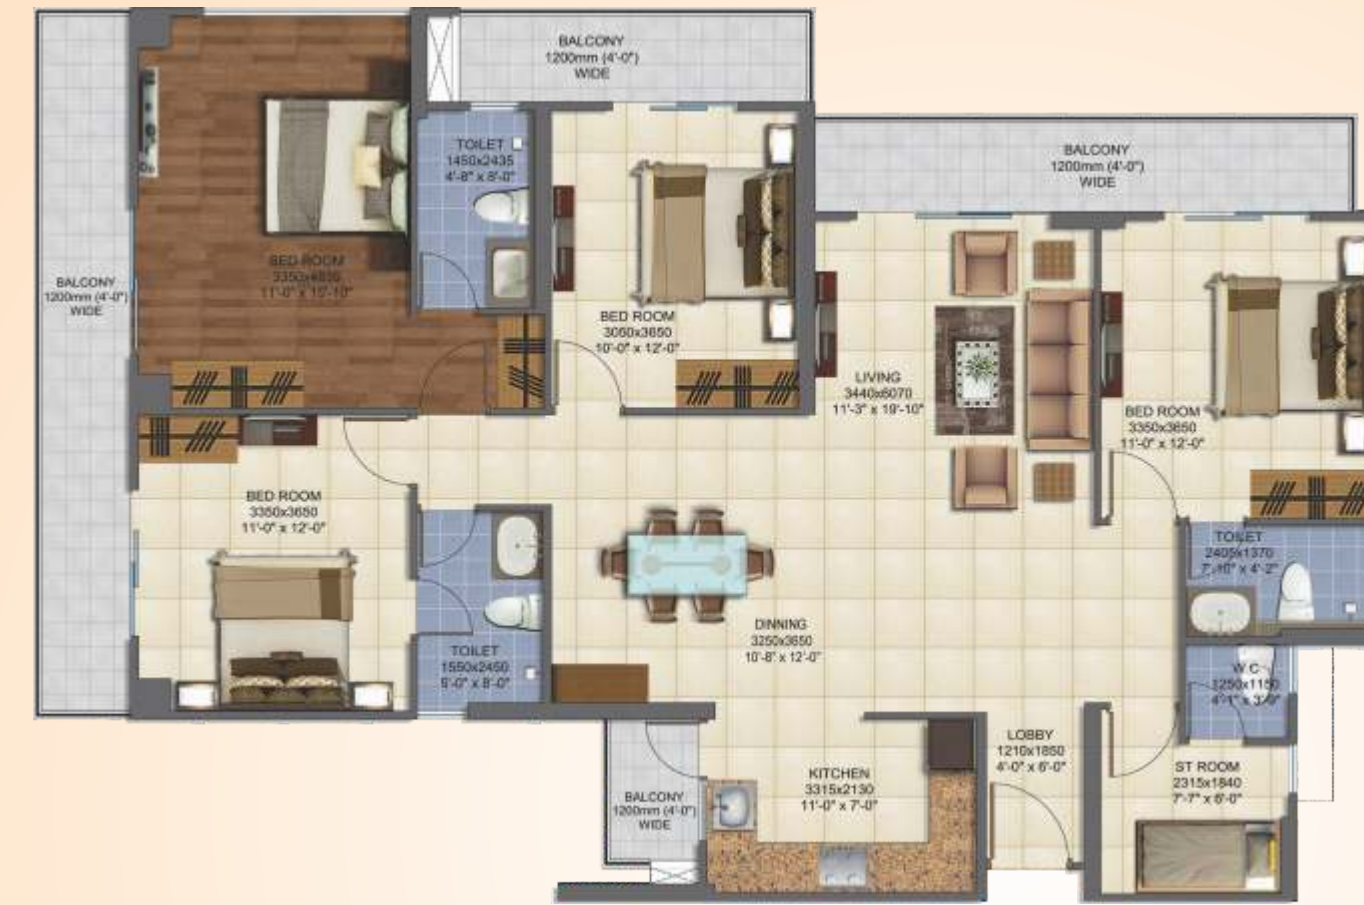 BALCONY
1200mm (4'-0")
WIDE
TOILET
1450x2435
4'-8" x 8'-0"
BALCONY
1200mm (4'-0")
WIDE
BED ROOM
11'-0" x 15'-10"
BALCONY
1200mm (4'-0")
WIDE
BED ROOM
3050x3650
10'-0" x 12'-0"
LIVING
3440x6070
11'-3" x 19'-10"
BED ROOM
3350x3650
11'-0" x 12'-0"
BED ROOM
3350x3650
11'-0" x 12'-0"
TOILET
2405x1370
7'-10" x 4'-2"
DINNING
3250x3650
10'-8" x 12'-0"
TOILET
1550x2450
5'-0" x 8'-0"
W.C.
1250x1150
4'-1" x 3'-9"
LOBBY
1210x1850
4'-0" x 6'-0"
KITCHEN
3315x2130
11'-0" x 7'-0"
ST ROOM
2315x1840
7'-7" x 6'-0"
BALCONY
1200mm (4'-0")
WIDE